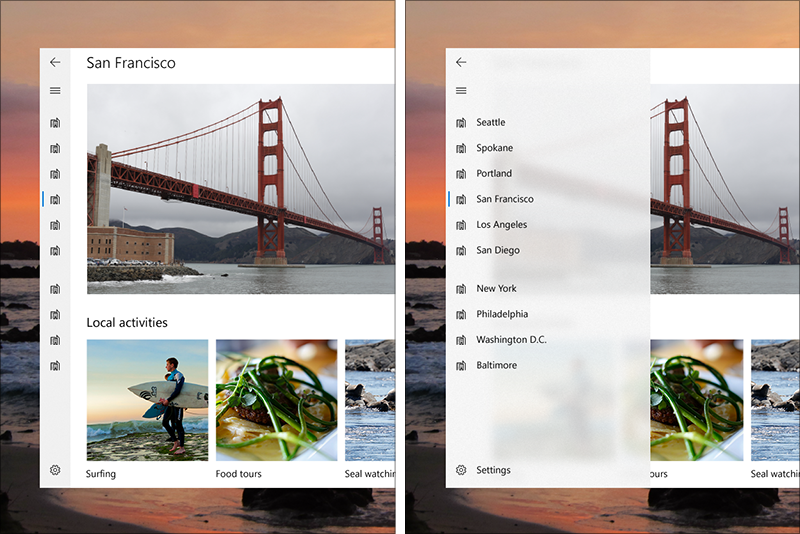 San Francisco
Local activities
Surfing
Food tours
Seal watchin
Seattle
Spokane
Portland
San Francisco
Los Angeles
San Diego
New York
Philadelphia
Washington D.C.
Baltimore
Settings
ours
Seal watchin